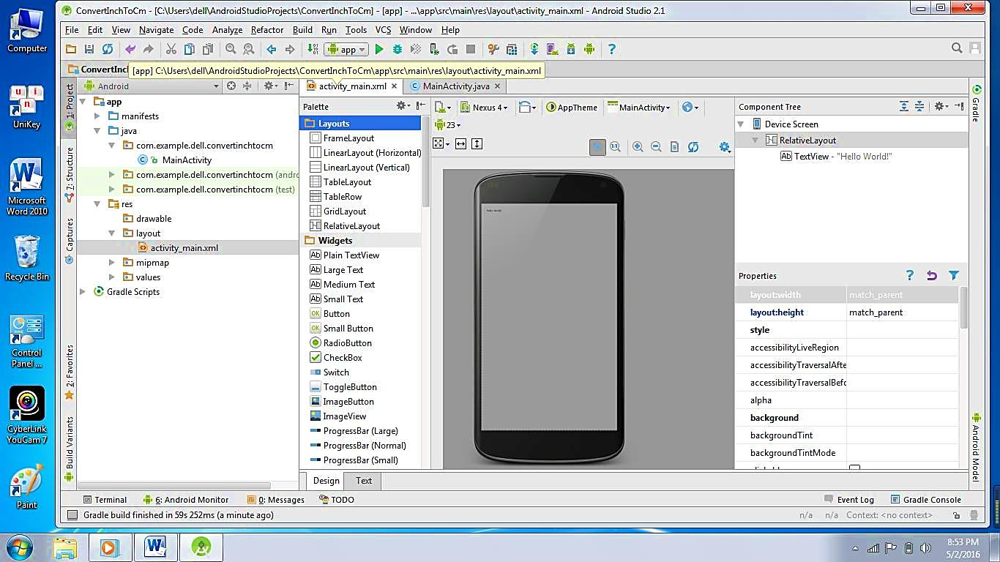 ConvertInchToCm - [C:\Users\dell\AndroidStudioProjects\ConvertInchToCm] - [app] - ...\app\src\main\res\layout\activity_main.xml - Android Studio 2.1
File Edit View Navigate Code Analyze Refactor Build Run Tools VCS Window Help
app
ConvertInch
[app] C:\Users\dell\AndroidStudioProjects\ConvertInchToCm\app\src\main\res\layout\activity_main.xml
Android
activity_main.xml
MainActivity.java
1: Project
7: Structure
Captures
2: Favorites
Build Variants
app
manifests
java
com.example.dell.convertinchtocm
MainActivity
com.example.dell.convertinchtocm (andro
com.example.dell.convertinchtocm (test)
res
drawable
layout
activity_main.xml
mipmap
values
Gradle Scripts
Palette
Layouts
FrameLayout
LinearLayout (Horizontal)
LinearLayout (Vertical)
TableLayout
TableRow
GridLayout
RelativeLayout
Widgets
Plain TextView
Large Text
Medium Text
Small Text
Button
Small Button
RadioButton
CheckBox
Switch
ToggleButton
ImageButton
ImageView
ProgressBar (Large)
ProgressBar (Normal)
ProgressBar (Small)
Design Text
Nexus 4 AppTheme MainActivity
23
Hello World!
Component Tree
Device Screen
RelativeLayout
TextView - "Hello World!"
Properties
layout:width match_parent
layout:height match_parent
style
accessibilityLiveRegion
accessibilityTraversalAfte
accessibilityTraversalBefo
alpha
background
backgroundTint
backgroundTintMode
Gradle
Android Model
Terminal 6: Android Monitor 0: Messages TODO
Event Log Gradle Console
Gradle build finished in 59s 252ms (a minute ago)
n/a n/a Context: <no context>
Computer
UniKey
Microsoft
Word 2010
Recycle Bin
Control
Panel ...
CyberLink
YouCam 7
Paint
8:53 PM
5/2/2016